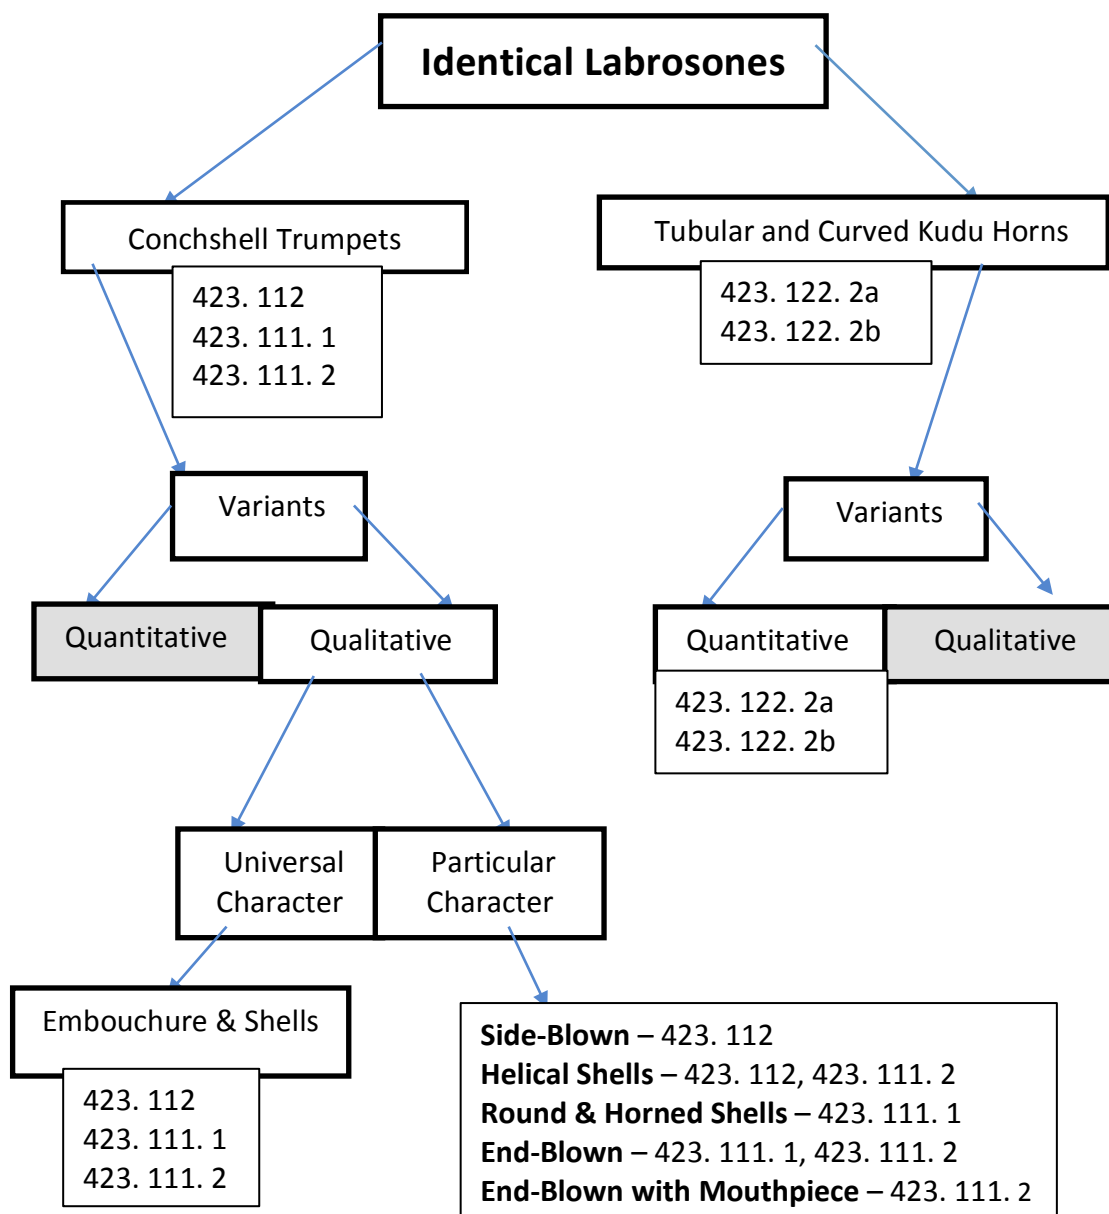 Identical Labrosones
Conchshell Trumpets
423. 112
423. 111. 1
423. 111. 2
Tubular and Curved Kudu Horns
423. 122. 2a
423. 122. 2b
Variants
Variants
Quantitative
Qualitative
Quantitative
Qualitative
423. 122. 2a
423. 122. 2b
Universal
Character
Particular
Character
Embouchure & Shells
423. 112
423. 111. 1
423. 111. 2
Side-Blown – 423. 112
Helical Shells – 423. 112, 423. 111. 2
Round & Horned Shells – 423. 111. 1
End-Blown – 423. 111. 1, 423. 111. 2
End-Blown with Mouthpiece – 423. 111. 2